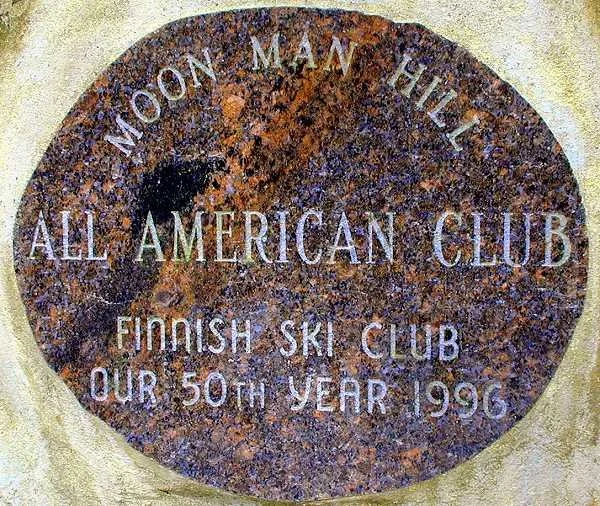 MOON MAN HILL
ALL AMERICAN CLUB
FINNISH SKI CLUB
OUR 50TH YEAR 1996